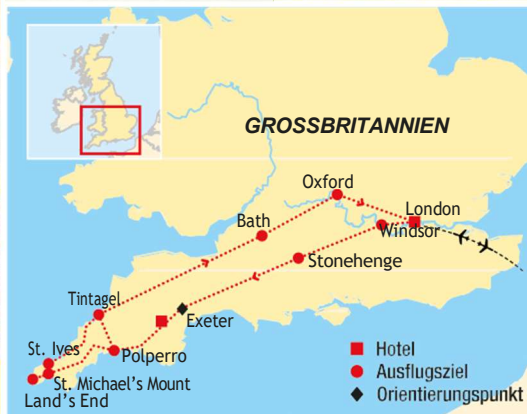 GROSSBRITANNIEN
Oxford
London
Windsor
Bath
Stonehenge
Tintagel
Exeter
St. Ives
Polperro
St. Michael's Mount
Land's End
Hotel
Ausflugsziel
Orientierungspunkt